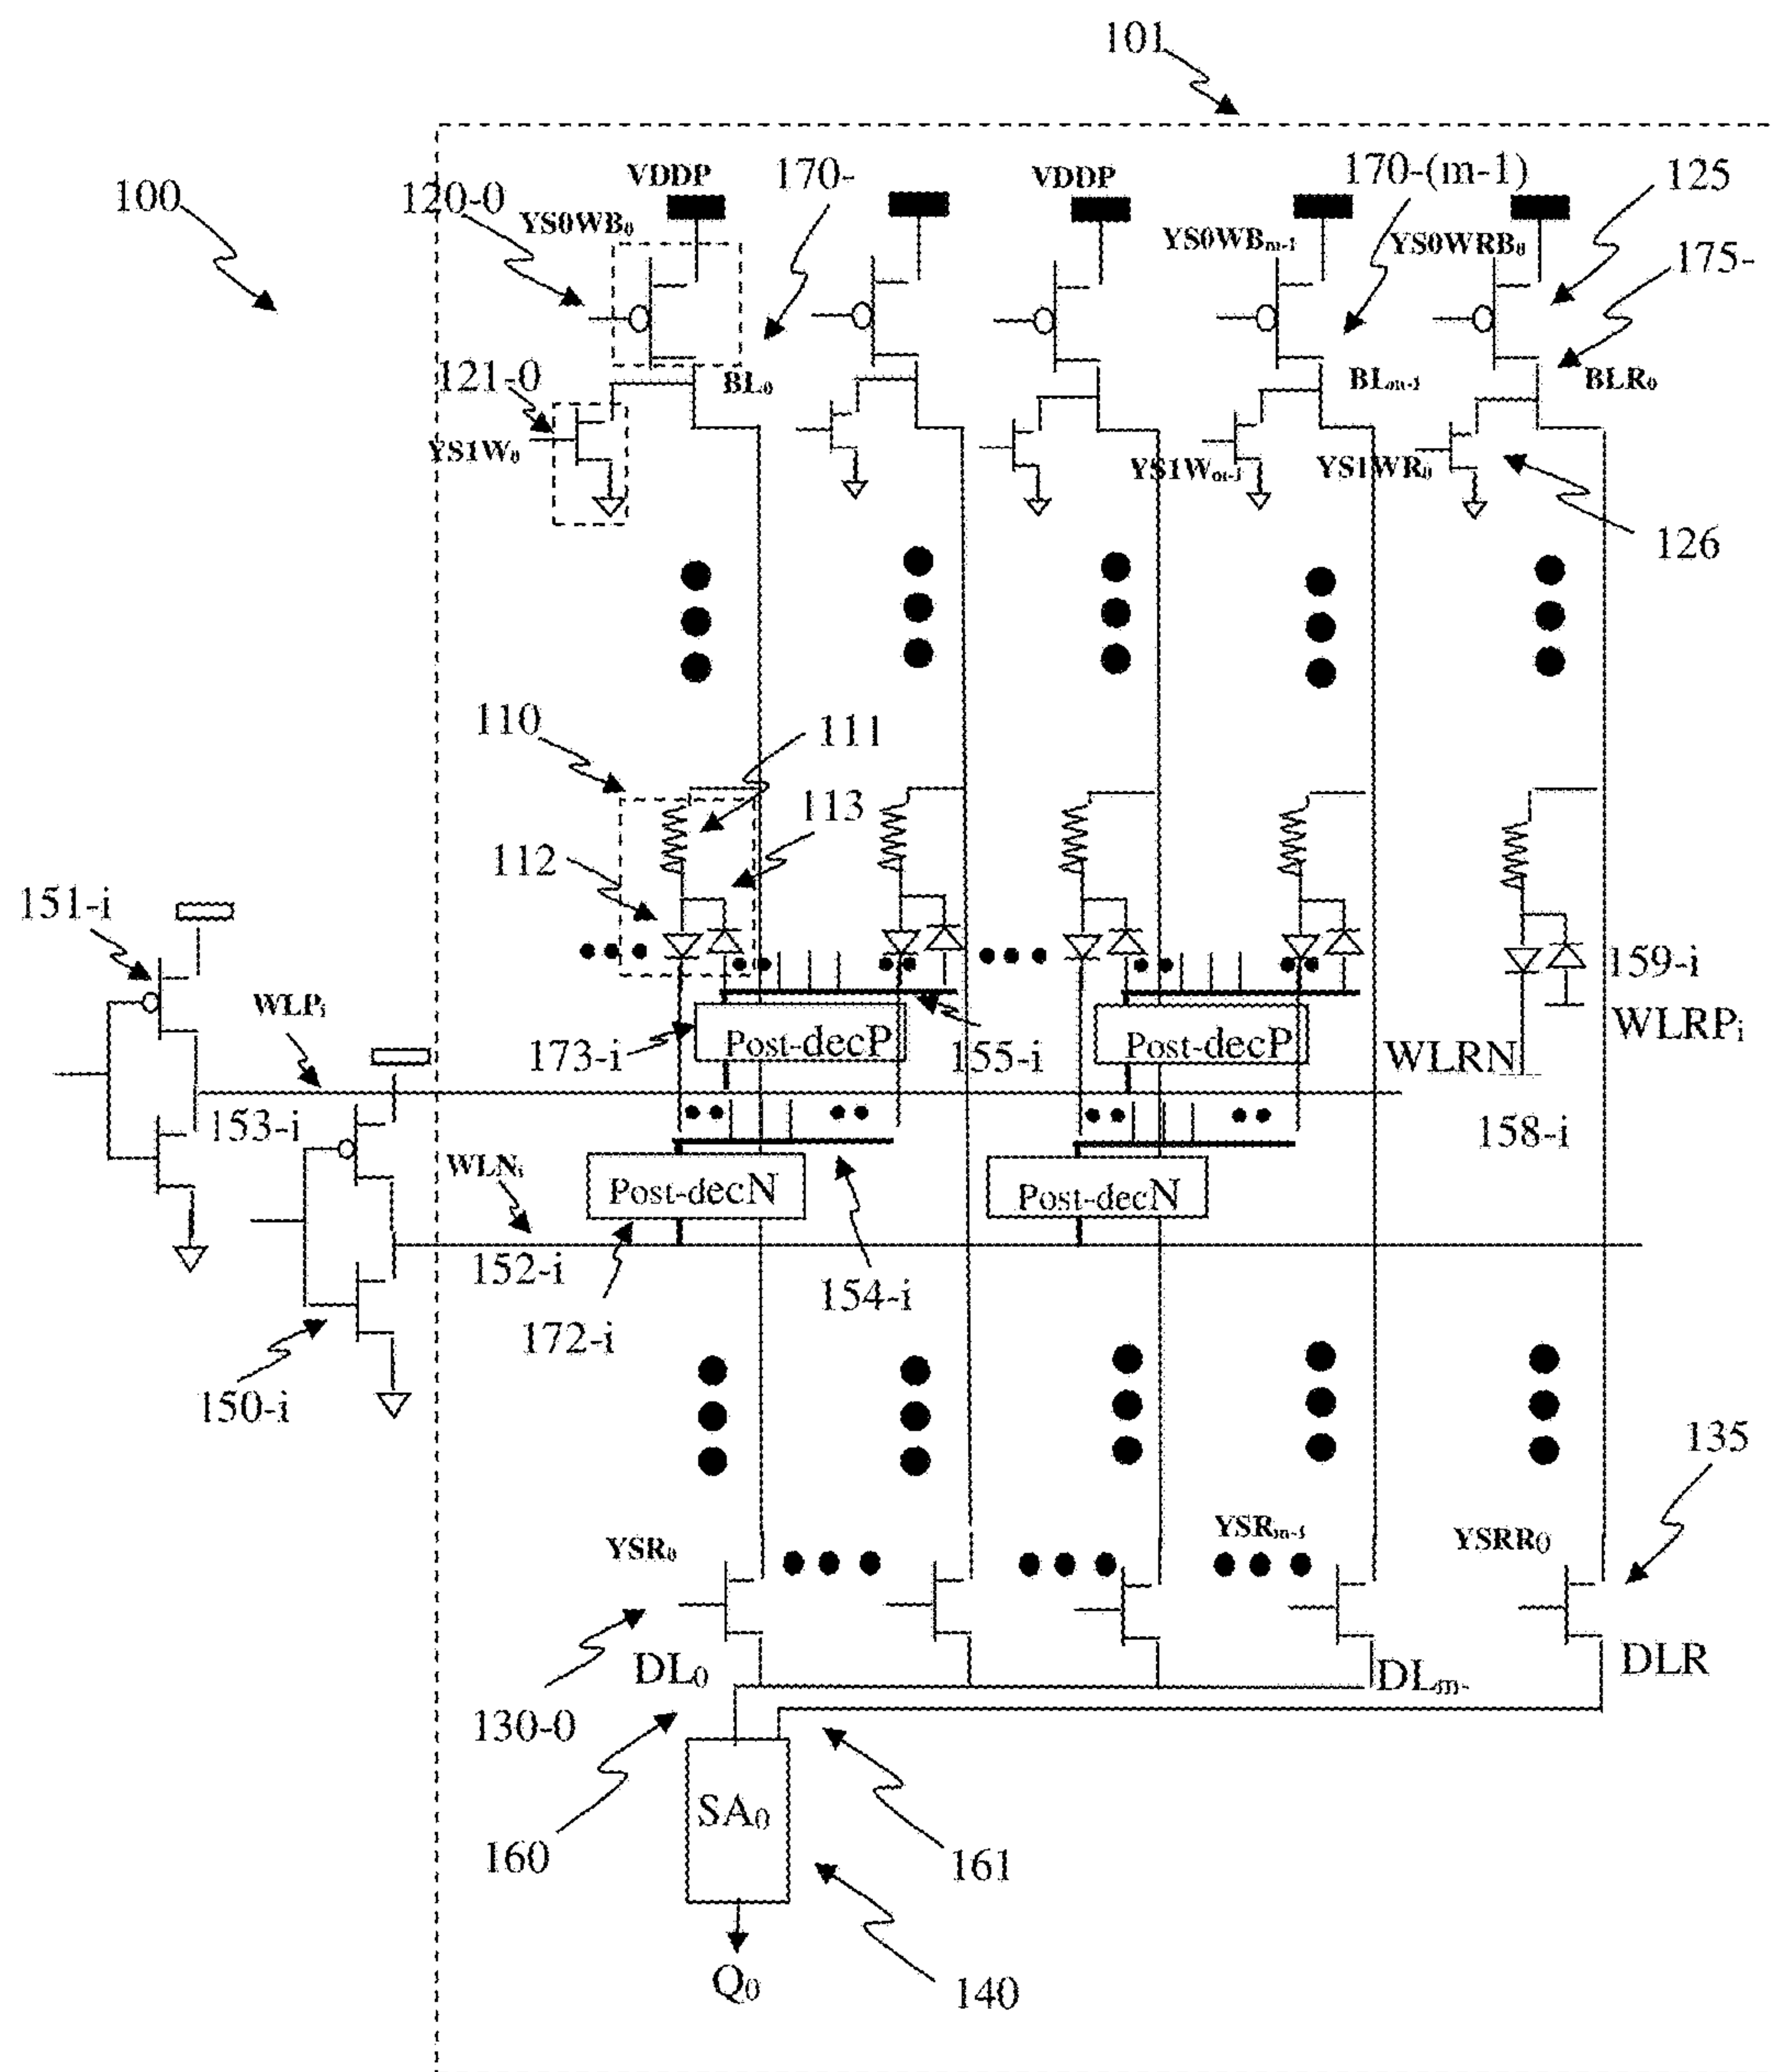 101
100
120-0
VDDP
170-
VDDP
170-(m-1)
125
YS0WB₀
YS0WBₘ₋₁
YS0WRB₀
175-
121-0
BL₀
BLₘ₋₁
BLR₀
YS1W₀
YS1Wₘ₋₁
YS1WR₀
126
110
111
113
112
151-i
159-i
WLPᵢ
173-i
Post-decP
155-i
Post-decP
WLRN
WLRPᵢ
153-i
158-i
WLNᵢ
Post-decN
Post-decN
152-i
172-i
154-i
150-i
135
YSR₀
YSRₘ₋₁
YSRR₀
130-0
DL₀
DLₘ₋
DLR
160
SA₀
161
Q₀
140